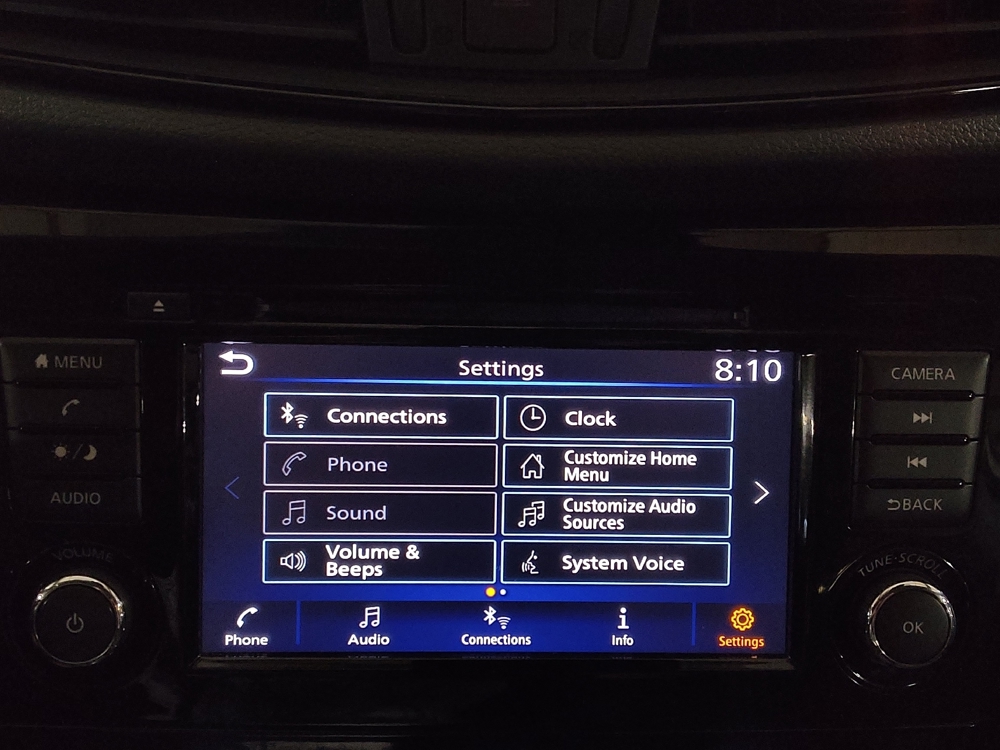 MENU
AUDIO
VOLUME
Settings
8:10
Connections
Clock
Phone
Customize Home
Menu
Sound
Customize Audio
Sources
Volume &
Beeps
System Voice
Phone
Audio
Connections
Info
Settings
CAMERA
BACK
TUNE·SCROLL
OK